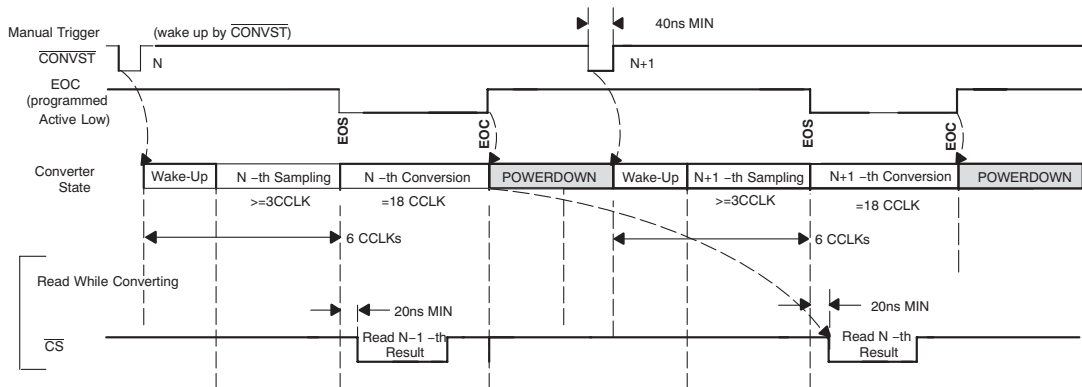 40ns MIN
Manual Trigger (wake up by CONVST)
CONVST N N+1
EOC
(programmed
Active Low)
EOS EOC EOS EOC
Converter
State
Wake-Up N −th Sampling N −th Conversion POWERDOWN Wake-Up N+1 −th Sampling N+1 −th Conversion POWERDOWN
>=3CCLK =18 CCLK >=3CCLK =18 CCLK
6 CCLKs 6 CCLKs
Read While Converting
20ns MIN 20ns MIN
CS
Read N−1 −th
Result
Read N −th
Result